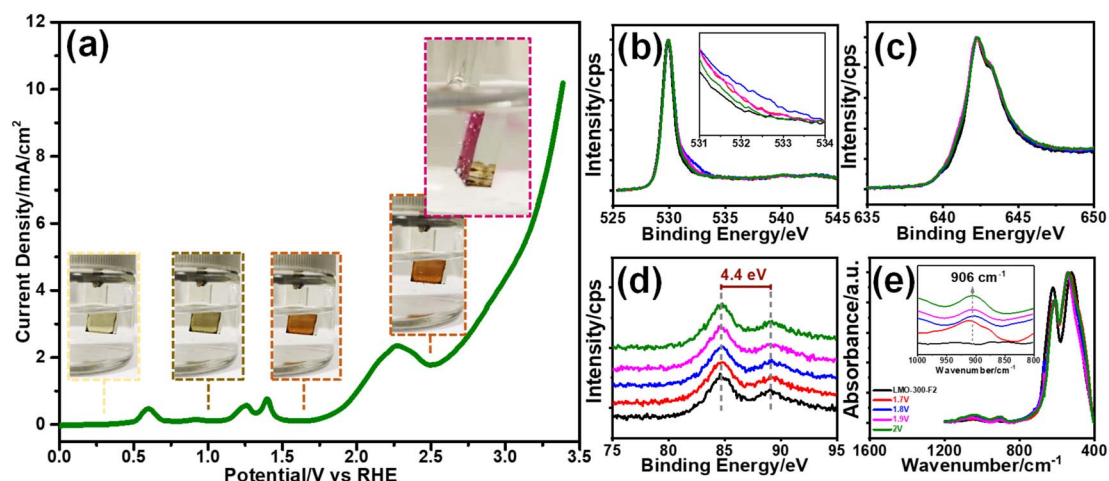 (a)
12
10
8
6
4
2
0
Current Density/mA/cm²
0.0 0.5 1.0 1.5 2.0 2.5 3.0 3.5
Potential/V vs RHE
(b)
Intensity/cps
531 532 533 534
525 530 535 540 545
Binding Energy/eV
(c)
Intensity/cps
635 640 645 650
Binding Energy/eV
(d)
4.4 eV
Intensity/cps
75 80 85 90 95
Binding Energy/eV
(e)
906 cm⁻¹
1000 950 900 850 800
Wavenumber/cm⁻¹
Absorbance/a.u.
LMO-300-F2
1.7V
1.8V
1.9V
2V
1600 1200 800 400
Wavenumber/cm⁻¹